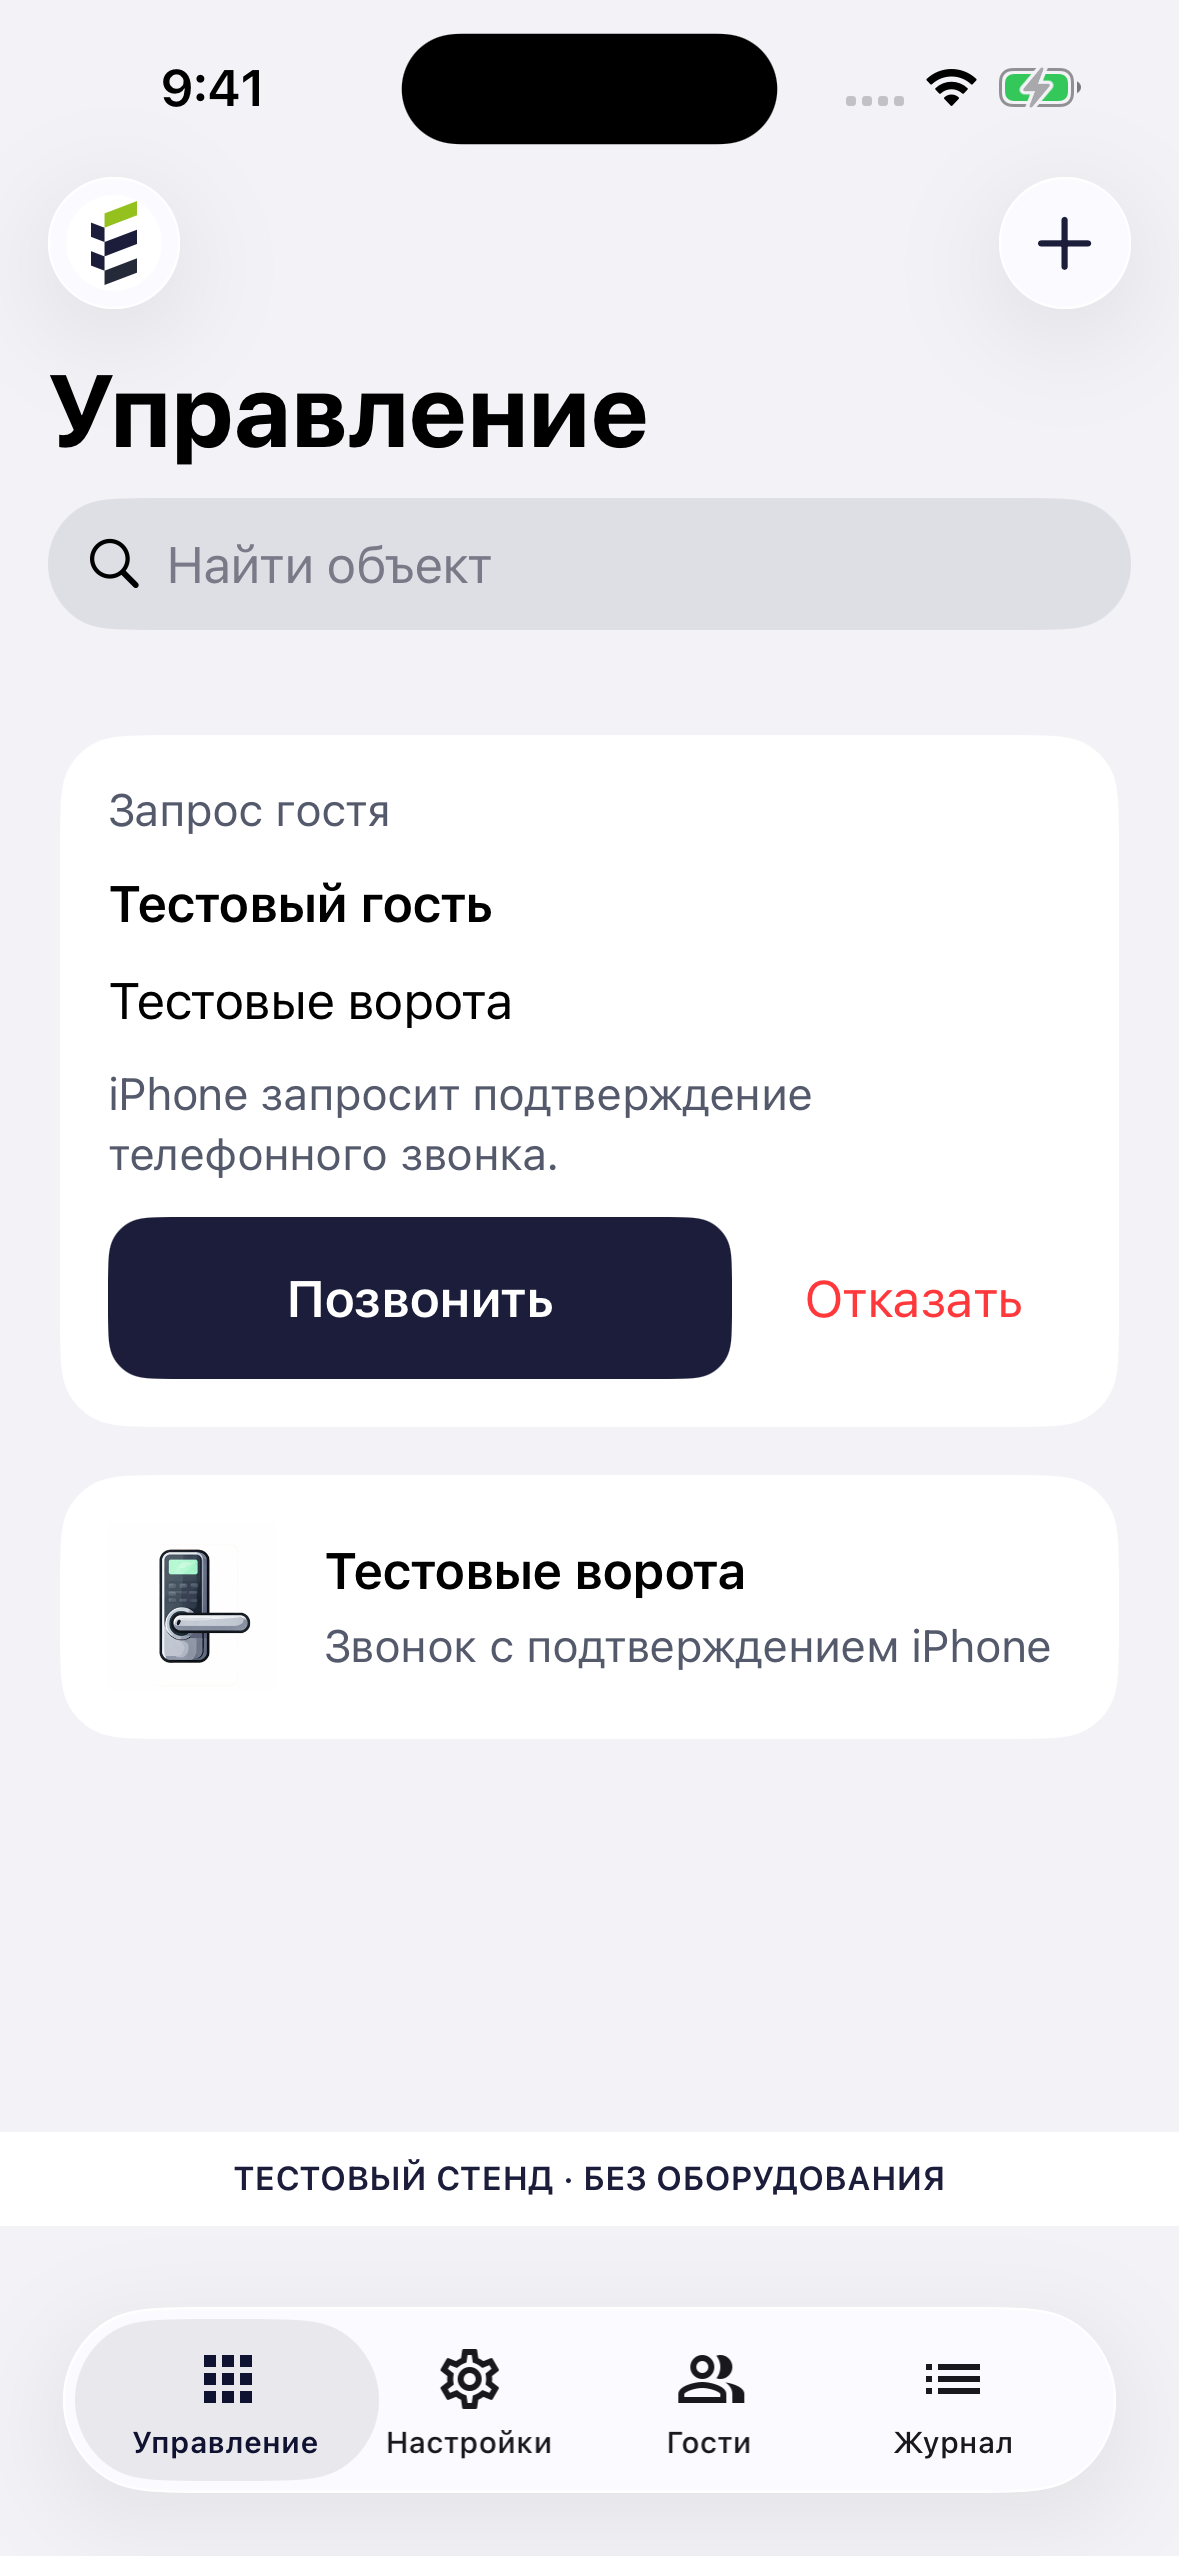 9:41
Управление
Найти объект
Запрос гостя
Тестовый гость
Тестовые ворота
iPhone запросит подтверждение
телефонного звонка.
Позвонить
Отказать
Тестовые ворота
Звонок с подтверждением iPhone
ТЕСТОВЫЙ СТЕНД · БЕЗ ОБОРУДОВАНИЯ
Управление
Настройки
Гости
Журнал